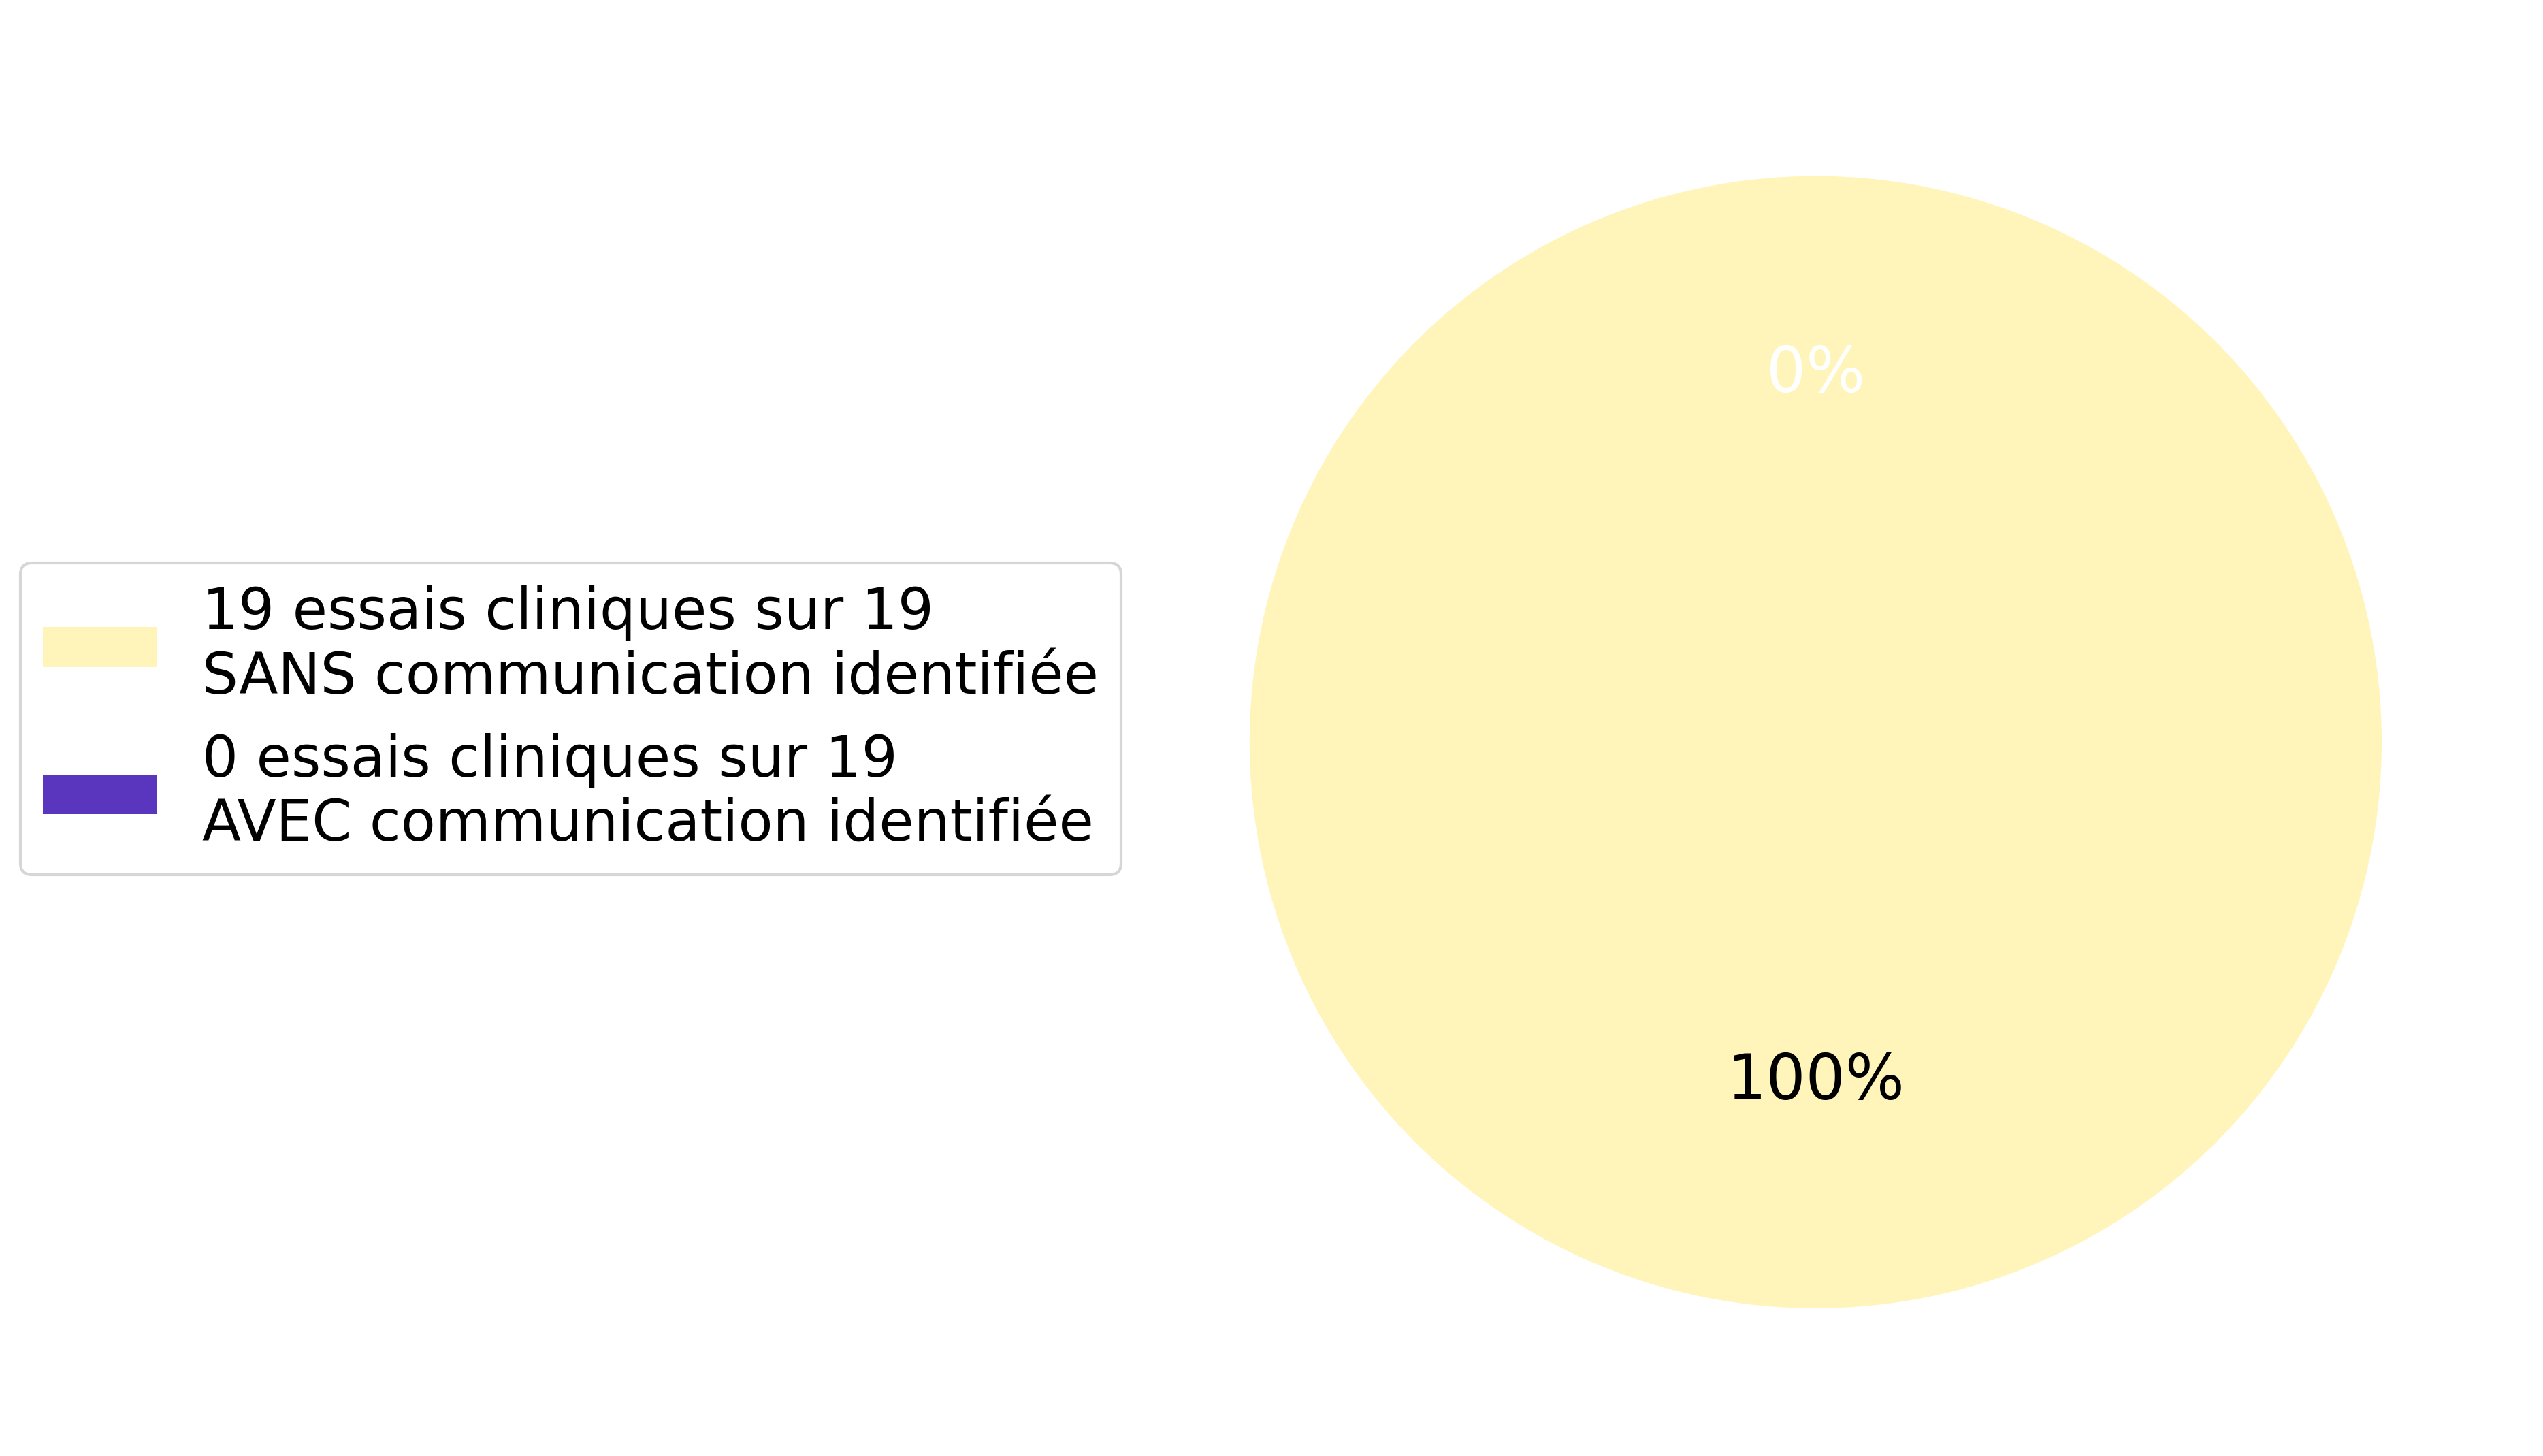 19 essais cliniques sur 19
SANS communication identifiée
0 essais cliniques sur 19
AVEC communication identifiée
0%
100%